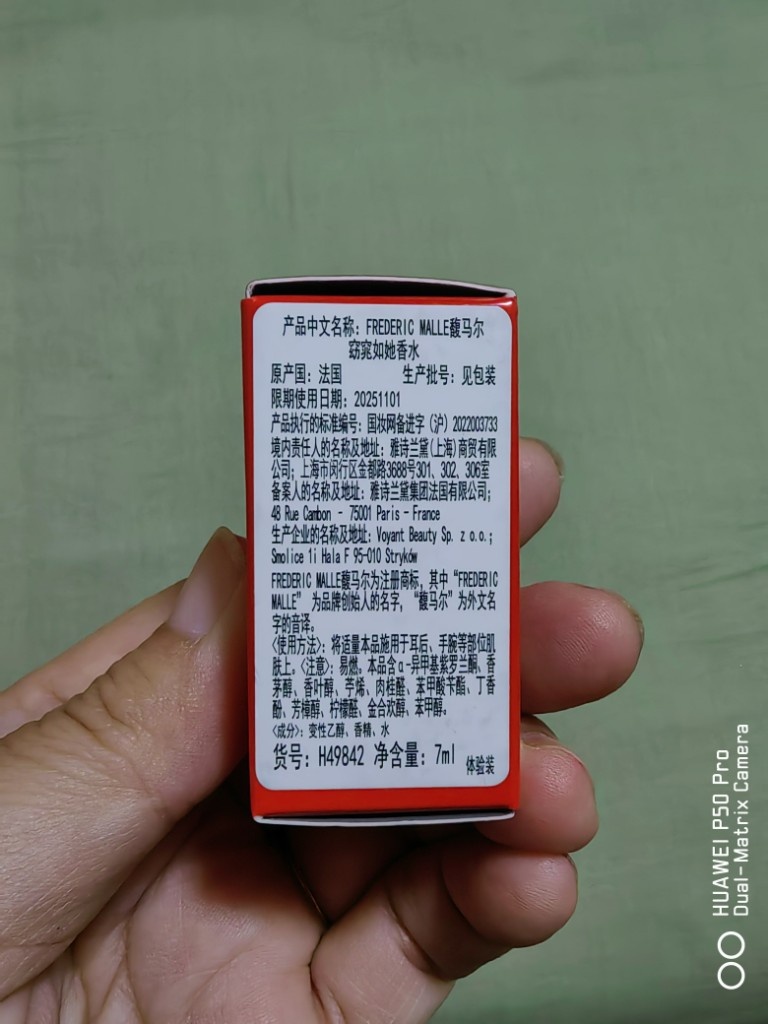 产品中文名称：FREDERIC MALLE馥马尔
窈窕如她香水
原产国：法国 生产批号：见包装
限期使用日期：20251101
产品执行的标准编号：国妆网备进字（沪）2022003733
境内责任人的名称及地址：雅诗兰黛(上海)商贸有限
公司；上海市闵行区金都路3688号301、302、306室
备案人的名称及地址：雅诗兰黛集团法国有限公司；
48 Rue Cambon - 75001 Paris - France
生产企业的名称及地址：Voyant Beauty Sp. z o.o.；
Smolice 1i Hala F 95-010 Stryków
FREDERIC MALLE馥马尔为注册商标，其中“FREDERIC
MALLE” 为品牌创始人的名字，“馥马尔”为外文名
字的音译。
〈使用方法〉：将适量本品施用于耳后、手腕等部位肌
肤上。〈注意〉：易燃。本品含α-异甲基紫罗兰酮、香
茅醇、香叶醇、苧烯、肉桂醛、苯甲酸苄酯、丁香
酚、芳樟醇、柠檬醛、金合欢醇、苯甲醇。
〈成分〉：变性乙醇、香精、水
货号：H49842 净含量：7ml 体验装
HUAWEI P50 Pro
Dual-Matrix Camera